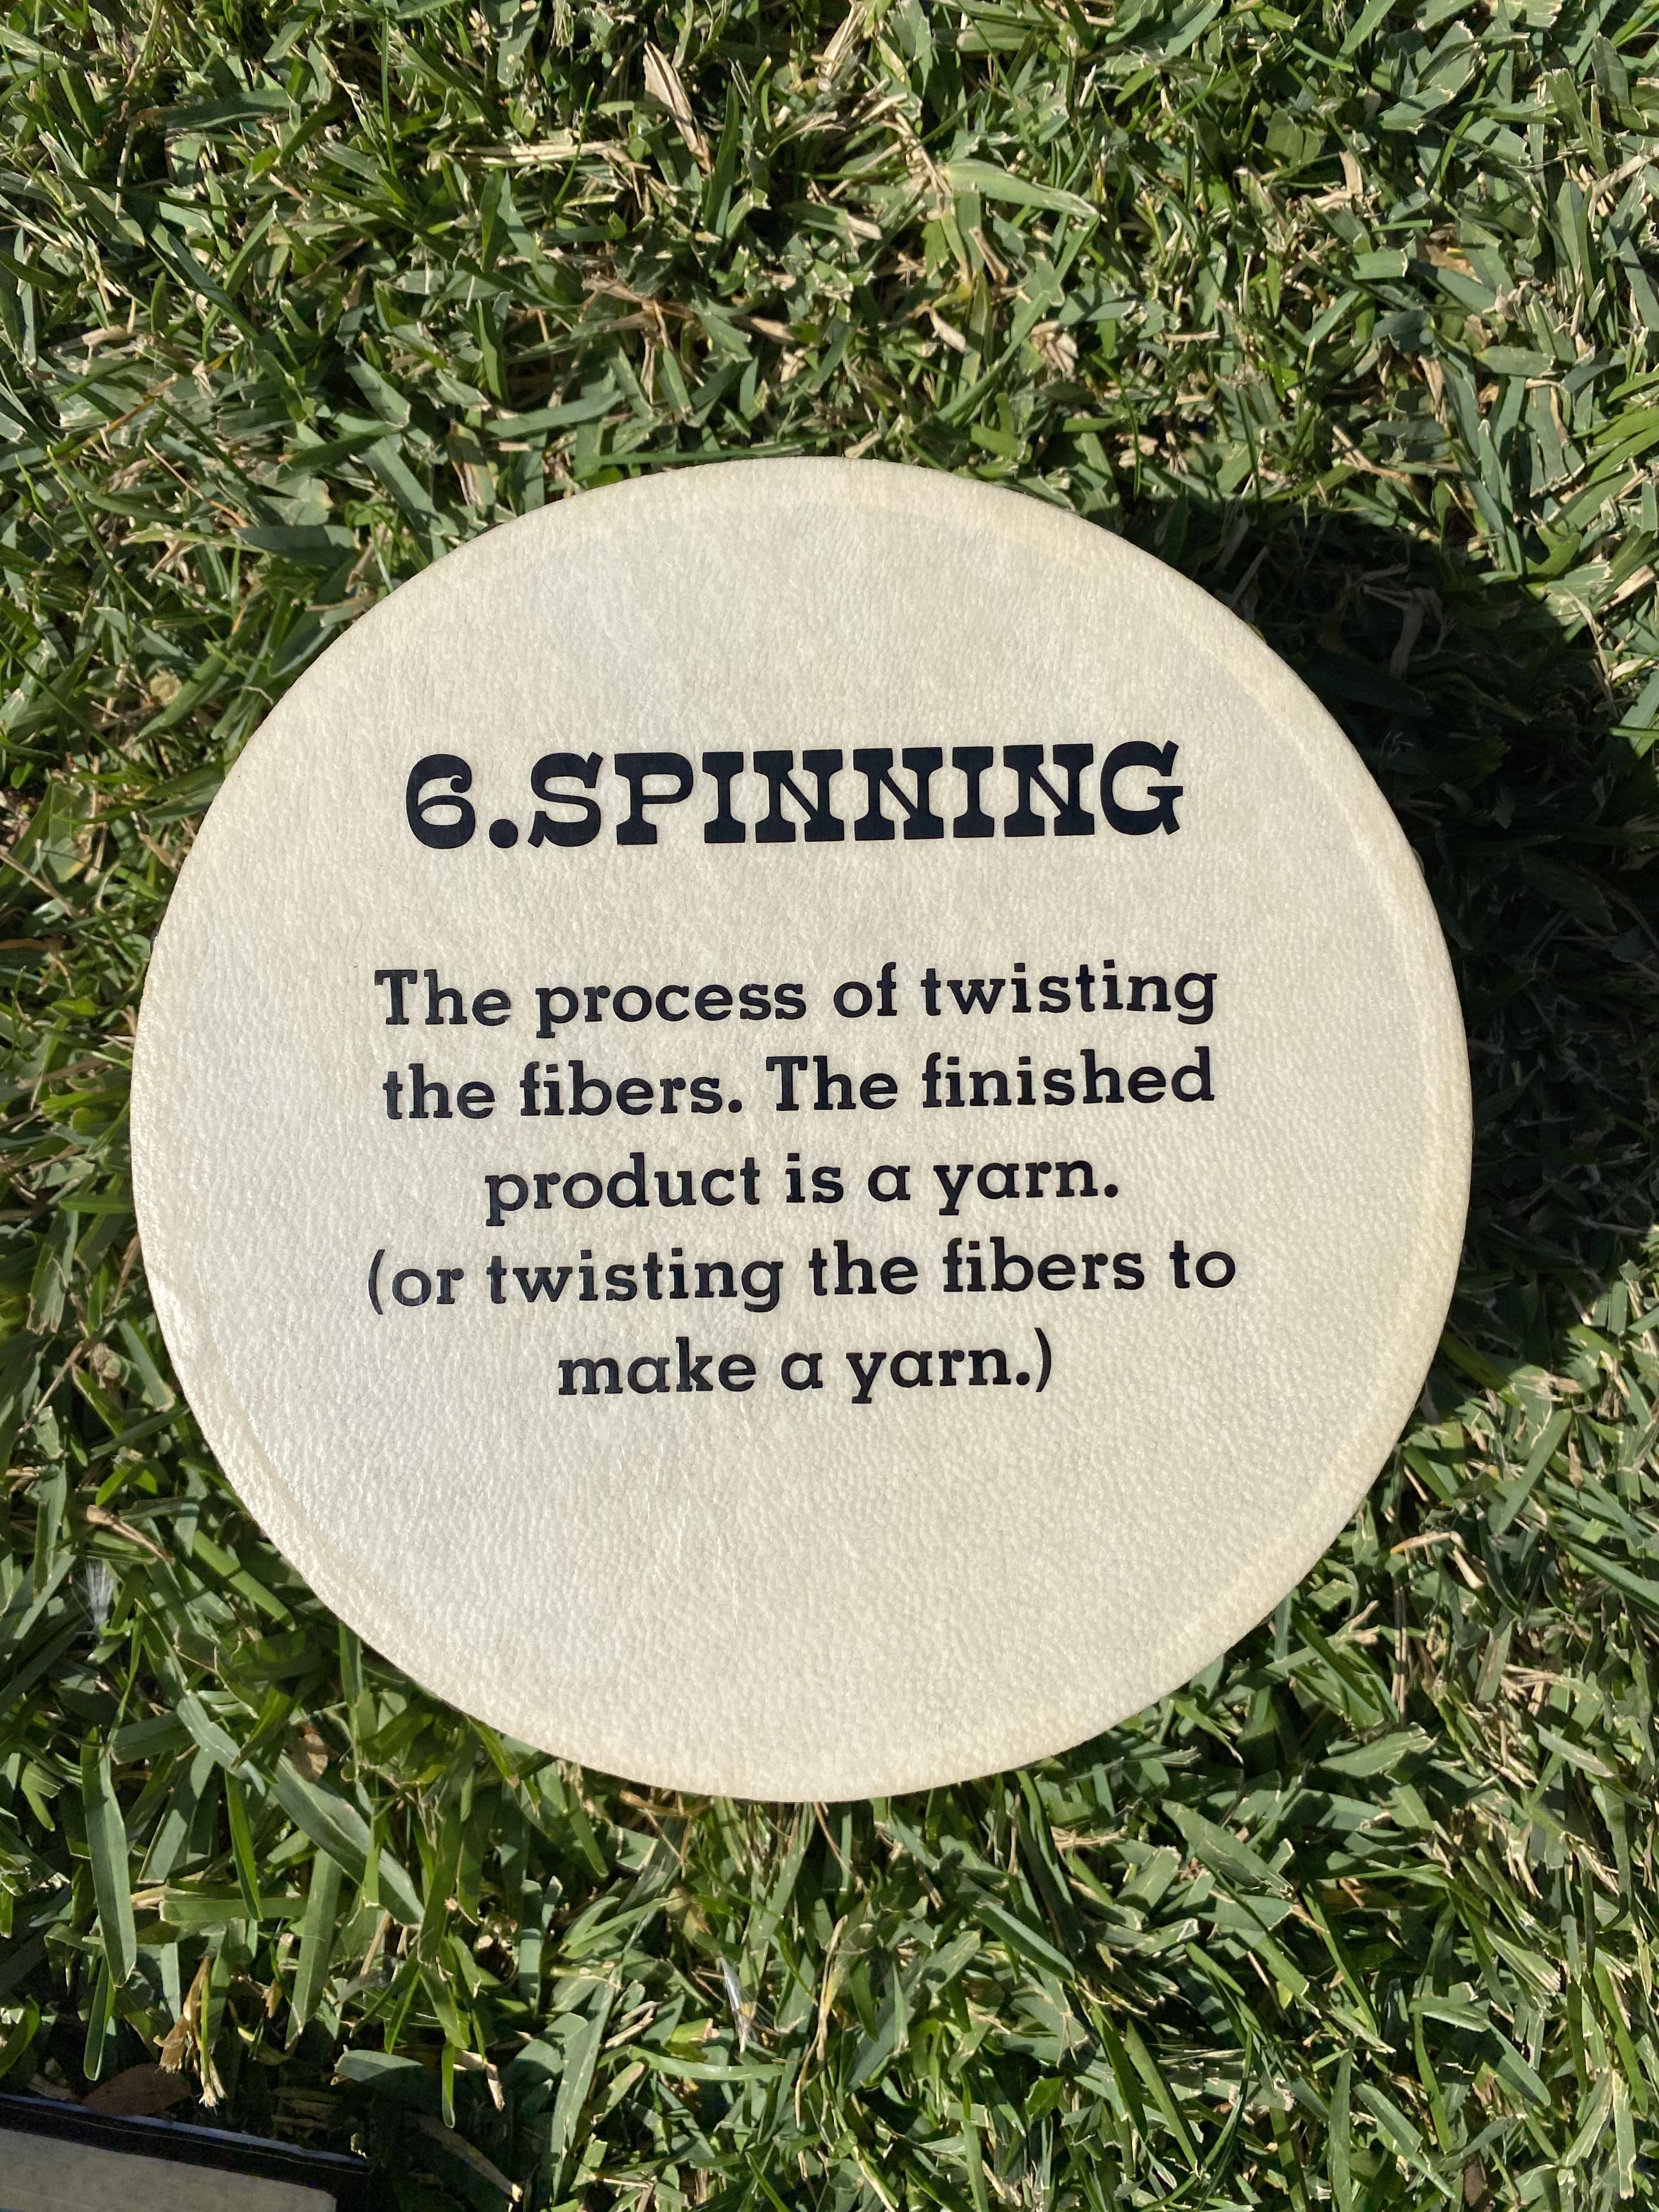 6.SPINNING
The process of twisting
the fibers. The finished
product is a yarn.
(or twisting the fibers to
make a yarn.)